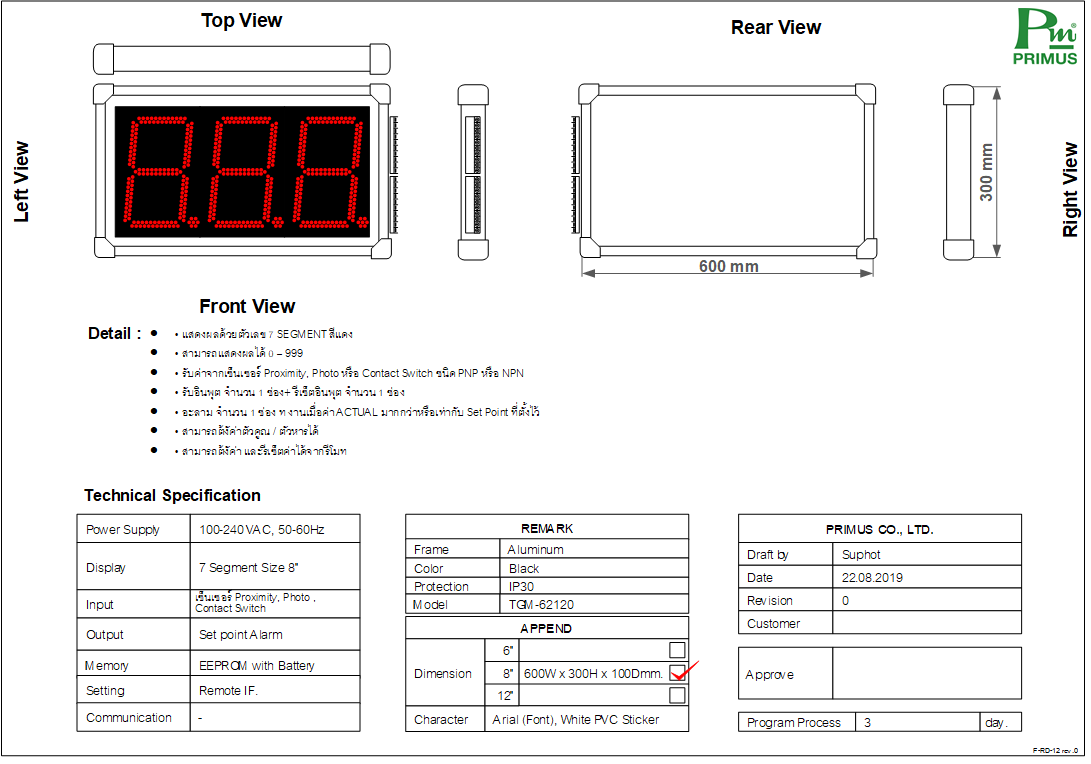 Top View
Rear View
Pm®
PRIMUS
Left View
Right View
300 mm
600 mm
Front View
Detail :
• แสดงผลด้วยตัวเลข 7 SEGMENT สีแดง
• สามารถแสดงผลได้ 0 – 999
• รับค่าจากเซ็นเซอร์ Proximity, Photo หรือ Contact Switch ชนิด PNP หรือ NPN
• รับอินพุต จำนวน 1 ช่อง+ รีเซ็ตอินพุต จำนวน 1 ช่อง
• อะลาม จำนวน 1 ช่อง ท งานเมื่อค่า ACTUAL มากกว่าหรือเท่ากับ Set Point ที่ตั้งไว้
• สามารถตั้งค่าตัวคูณ / ตัวหารได้
• สามารถตั้งค่า และรีเซ็ตค่าได้จากรีโมท
Technical Specification
Power Supply 100-240 VAC, 50-60Hz
Display 7 Segment Size 8"
Input เซ็นเซอร์ Proximity, Photo ,
Contact Switch
Output Set point Alarm
Memory EEPROM with Battery
Setting Remote IF.
Communication -
REMARK
Frame Aluminum
Color Black
Protection IP30
Model TGM-62120
APPEND
Dimension
6"
8" 600W x 300H x 100Dmm.
12"
Character Arial (Font), White PVC Sticker
PRIMUS CO., LTD.
Draft by Suphot
Date 22.08.2019
Revision 0
Customer
Approve
Program Process 3 day.
F-RD-12 rev .0